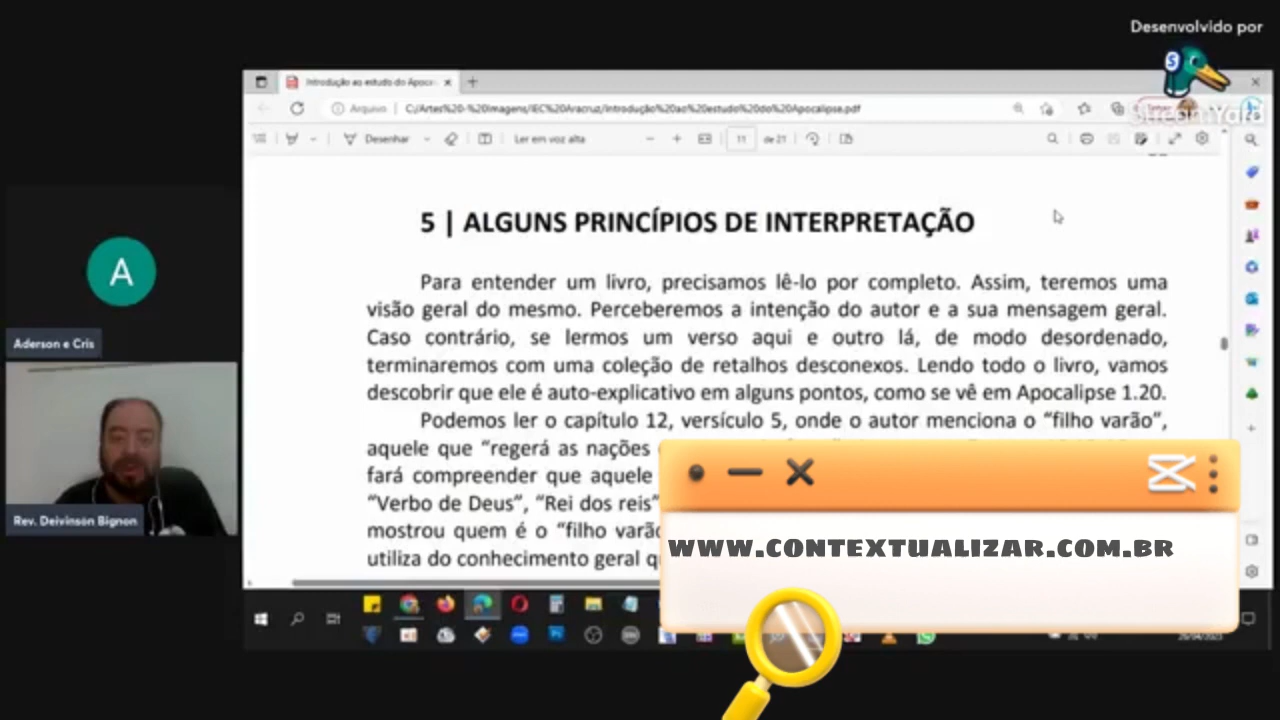 Desenvolvido por
StreamYard
Introdução ao estudo do Apoca
Arquivo
C:/Artes%20-%20Imagens/IEC%20Aracruz/Introdução%20ao%20estudo%20do%20Apocalipse.pdf
Desenhar
Ler em voz alta
11
de 21
5 | ALGUNS PRINCÍPIOS DE INTERPRETAÇÃO
Para entender um livro, precisamos lê-lo por completo. Assim, teremos uma
visão geral do mesmo. Perceberemos a intenção do autor e a sua mensagem geral.
Caso contrário, se lermos um verso aqui e outro lá, de modo desordenado,
terminaremos com uma coleção de retalhos desconexos. Lendo todo o livro, vamos
descobrir que ele é auto-explicativo em alguns pontos, como se vê em Apocalipse 1.20.
Podemos ler o capítulo 12, versículo 5, onde o autor menciona o “filho varão”,
aquele que “regerá as nações
fará compreender que aquele
“Verbo de Deus”, “Rei dos reis”
mostrou quem é o “filho varão
utiliza do conhecimento geral
A
Aderson e Cris
Rev. Deivinson Bignon
www.contextualizar.com.br
26/04/2023